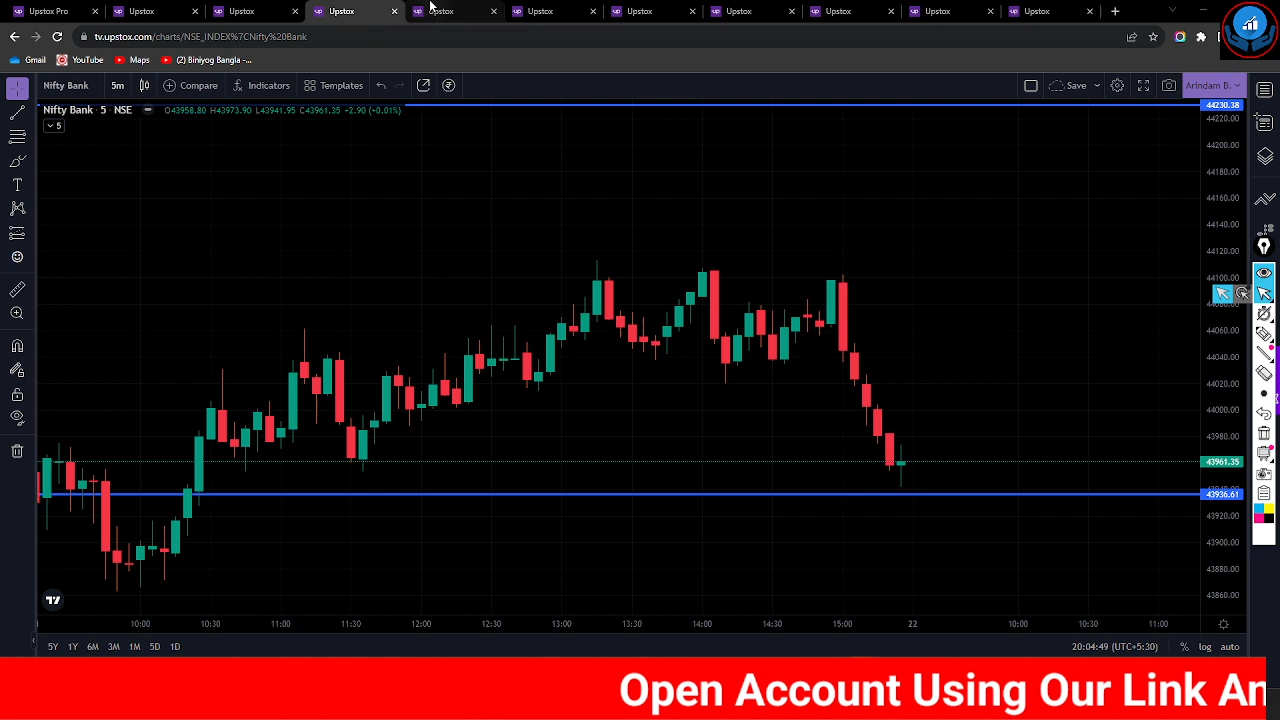 Upstox Pro Upstox Upstox Upstox Upstox Upstox Upstox Upstox Upstox Upstox Upstox
tv.upstox.com/charts/NSE_INDEX%7CNifty%20Bank
Gmail YouTube Maps (2) Biniyog Bangla -...
Nifty Bank 5m Compare Indicators Templates Save Arindam B.
44230.38
Nifty Bank · 5 · NSE O43958.80 H43973.90 L43941.95 C43961.35 +2.90 (+0.01%)
44220.00
5
44200.00
44180.00
44160.00
44140.00
44120.00
44100.00
44080.00
44060.00
44040.00
44020.00
44000.00
43980.00
43961.35
43936.61
43920.00
43900.00
43880.00
43860.00
10:00 10:30 11:00 11:30 12:00 12:30 13:00 13:30 14:00 14:30 15:00 22 10:00 10:30 11:00
5Y 1Y 6M 3M 1M 5D 1D 20:04:49 (UTC+5:30) % log auto
Open Account Using Our Link An